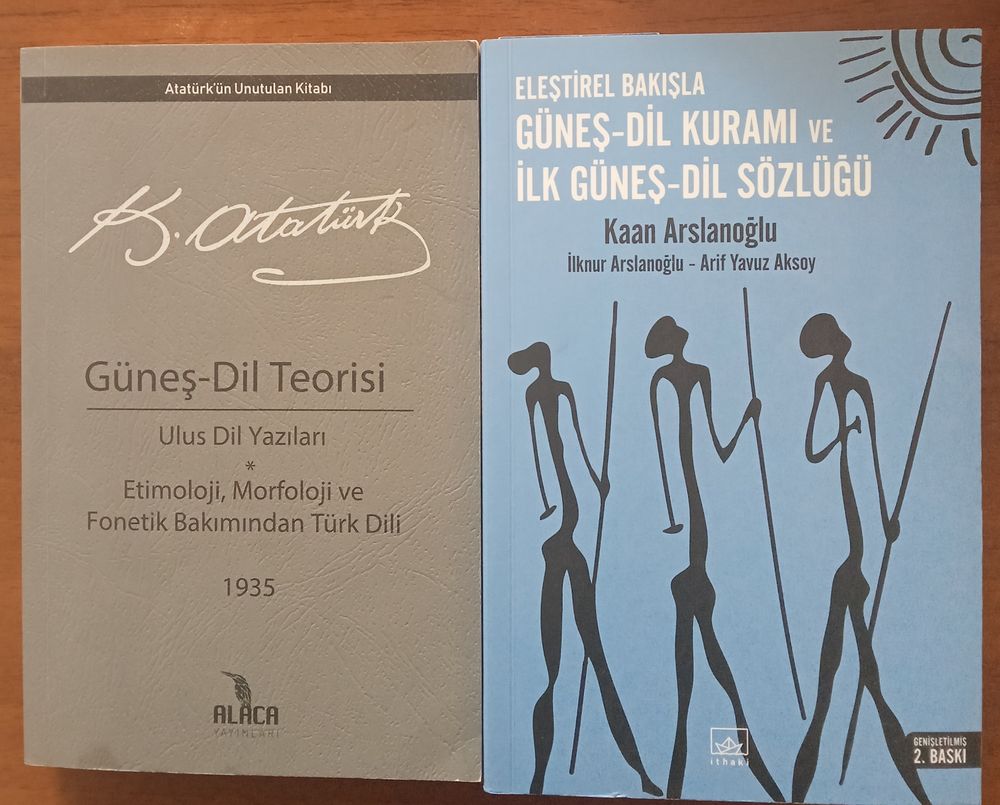 Atatürk'ün Unutulan Kitabı
K. Atatürk
Güneş-Dil Teorisi
Ulus Dil Yazıları
*
Etimoloji, Morfoloji ve
Fonetik Bakımından Türk Dili
1935
ALACA
YAYINLARI
ELEŞTİREL BAKIŞLA
GÜNEŞ-DİL KURAMI VE
İLK GÜNEŞ-DİL SÖZLÜĞÜ
Kaan Arslanoğlu
İlknur Arslanoğlu - Arif Yavuz Aksoy
ithaki
GENİŞLETİLMİŞ
2. BASKI